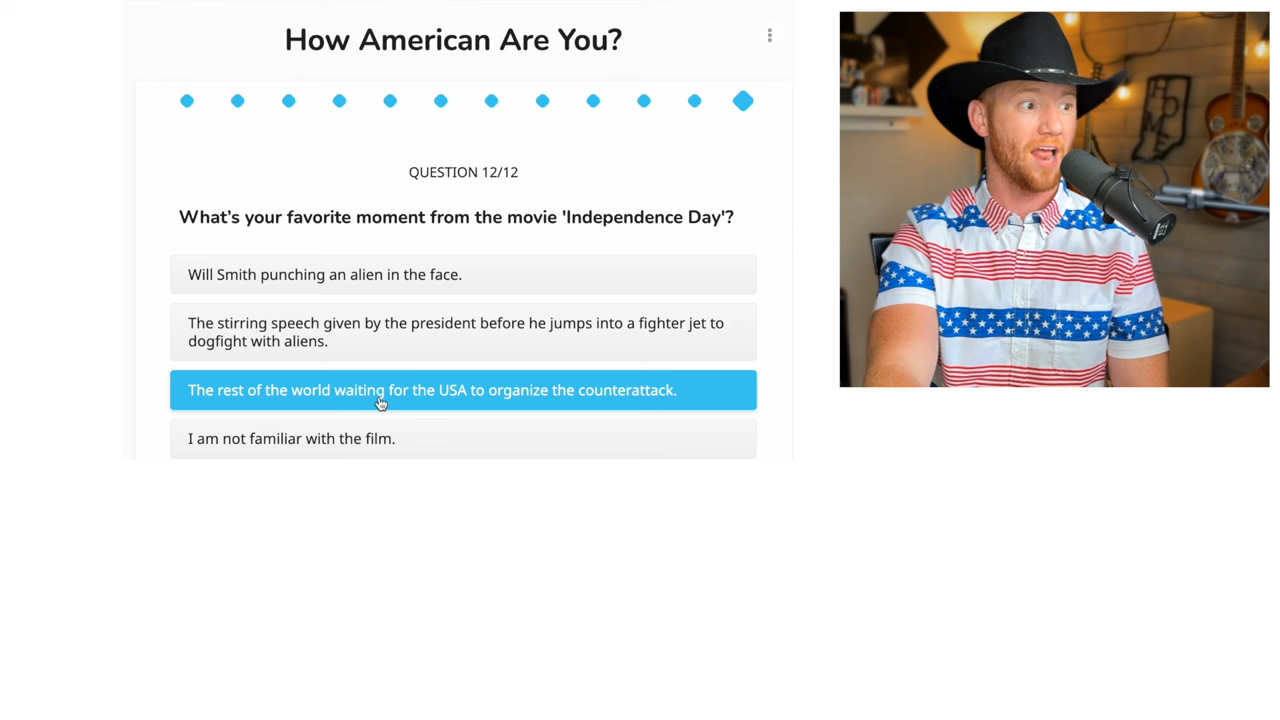 How American Are You?
QUESTION 12/12
What's your favorite moment from the movie 'Independence Day'?
Will Smith punching an alien in the face.
The stirring speech given by the president before he jumps into a fighter jet to
dogfight with aliens.
The rest of the world waiting for the USA to organize the counterattack.
I am not familiar with the film.